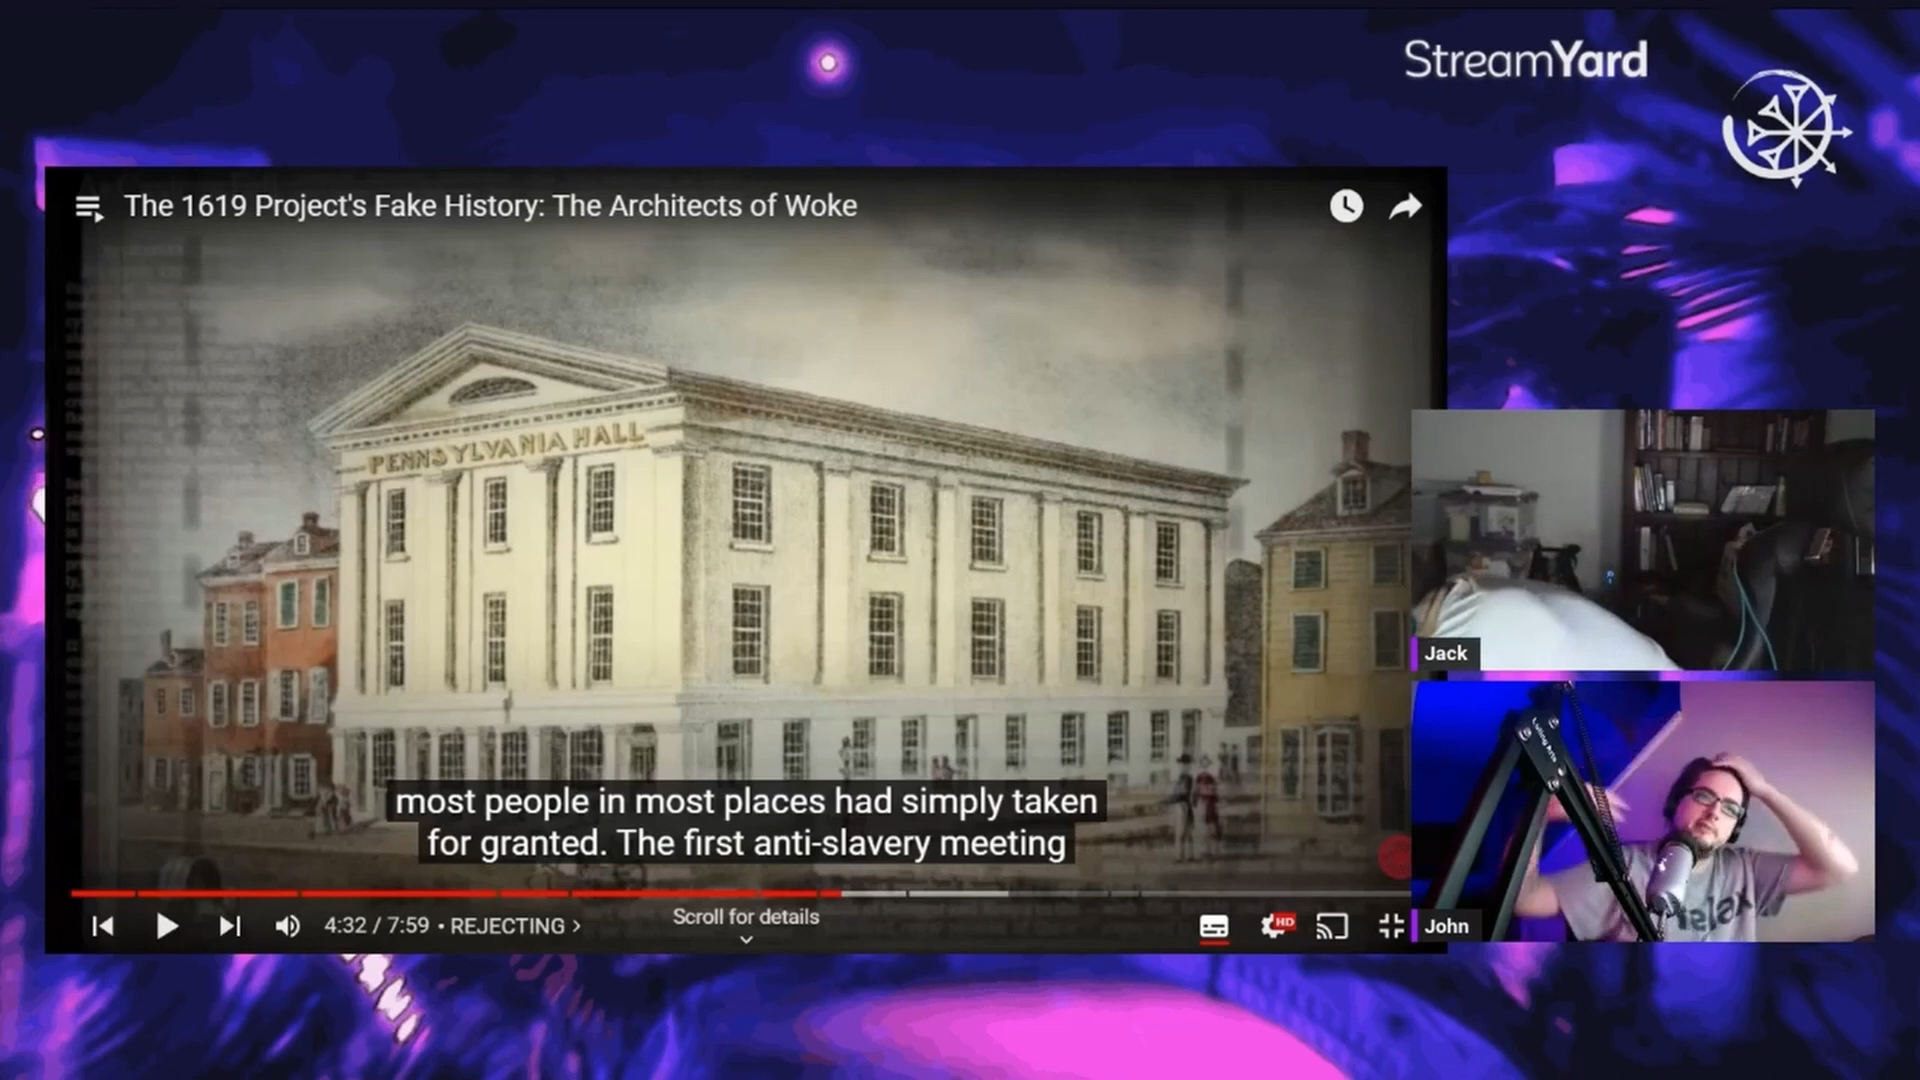 StreamYard
The 1619 Project's Fake History: The Architects of Woke
PENNSYLVANIA HALL
most people in most places had simply taken
for granted. The first anti-slavery meeting
4:32 / 7:59 • REJECTING >
Scroll for details
HD
Jack
John
relax